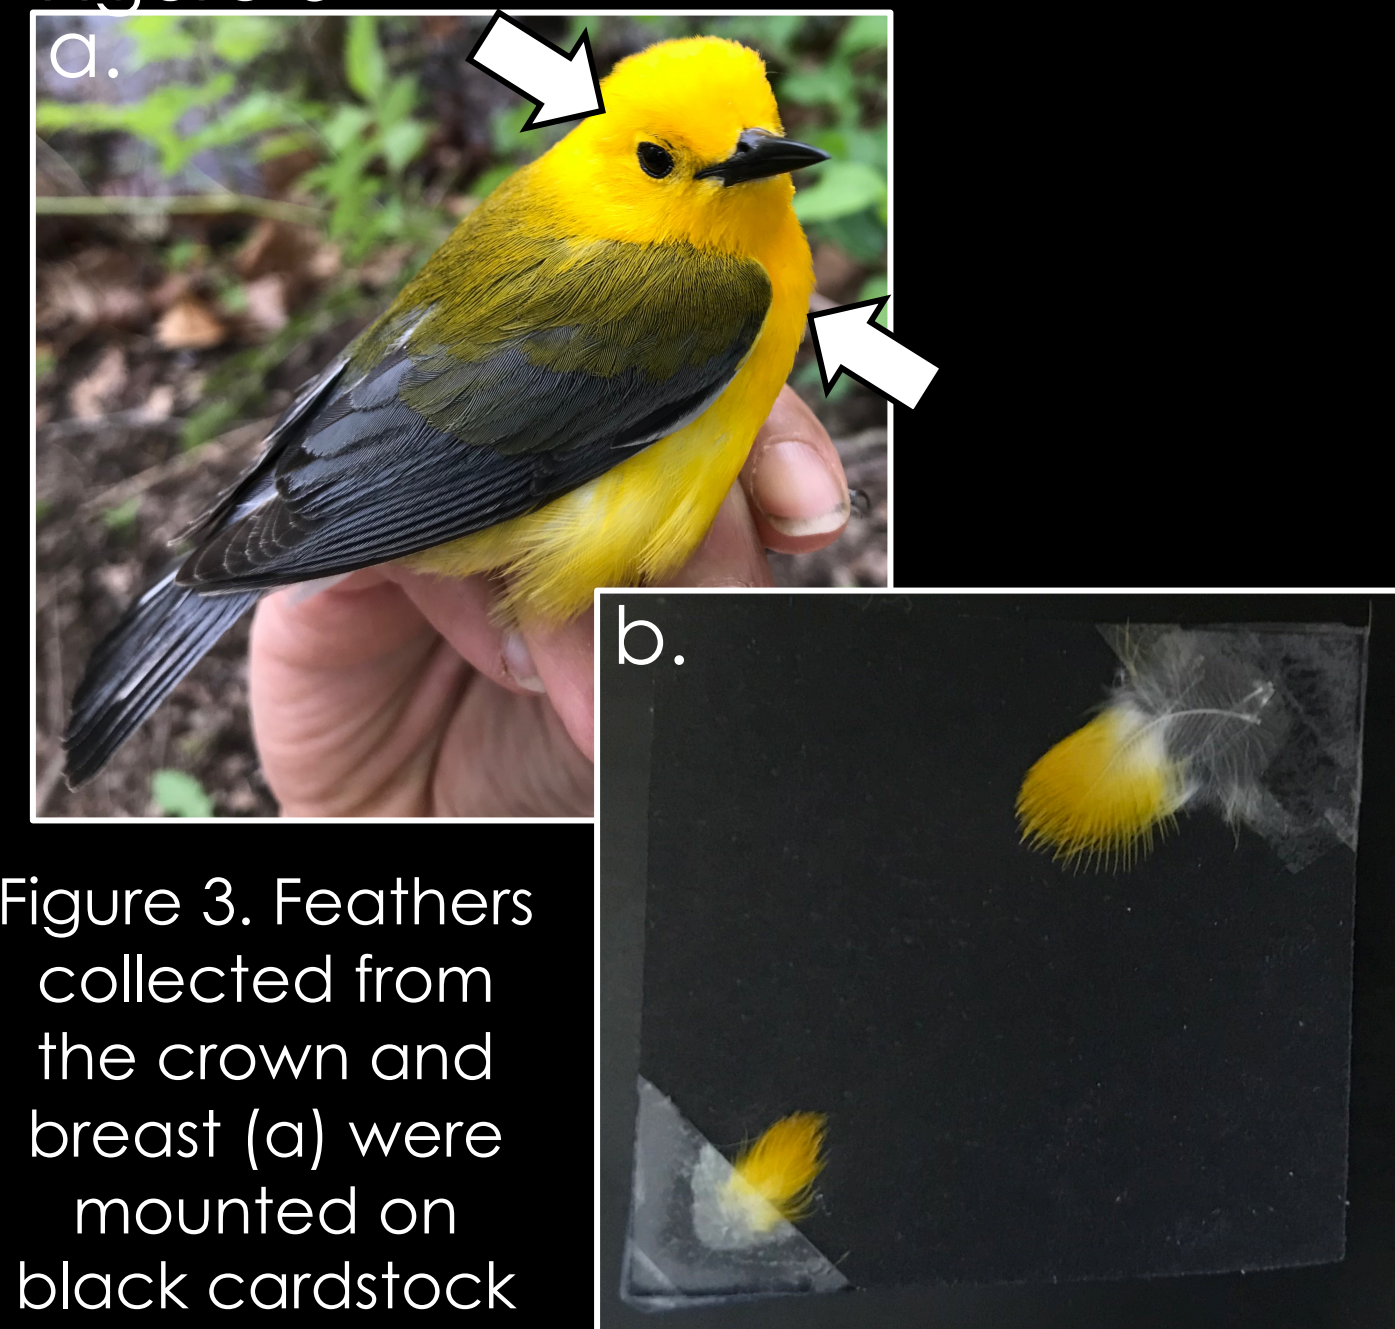 a.
b.
Figure 3. Feathers
collected from
the crown and
breast (a) were
mounted on
black cardstock